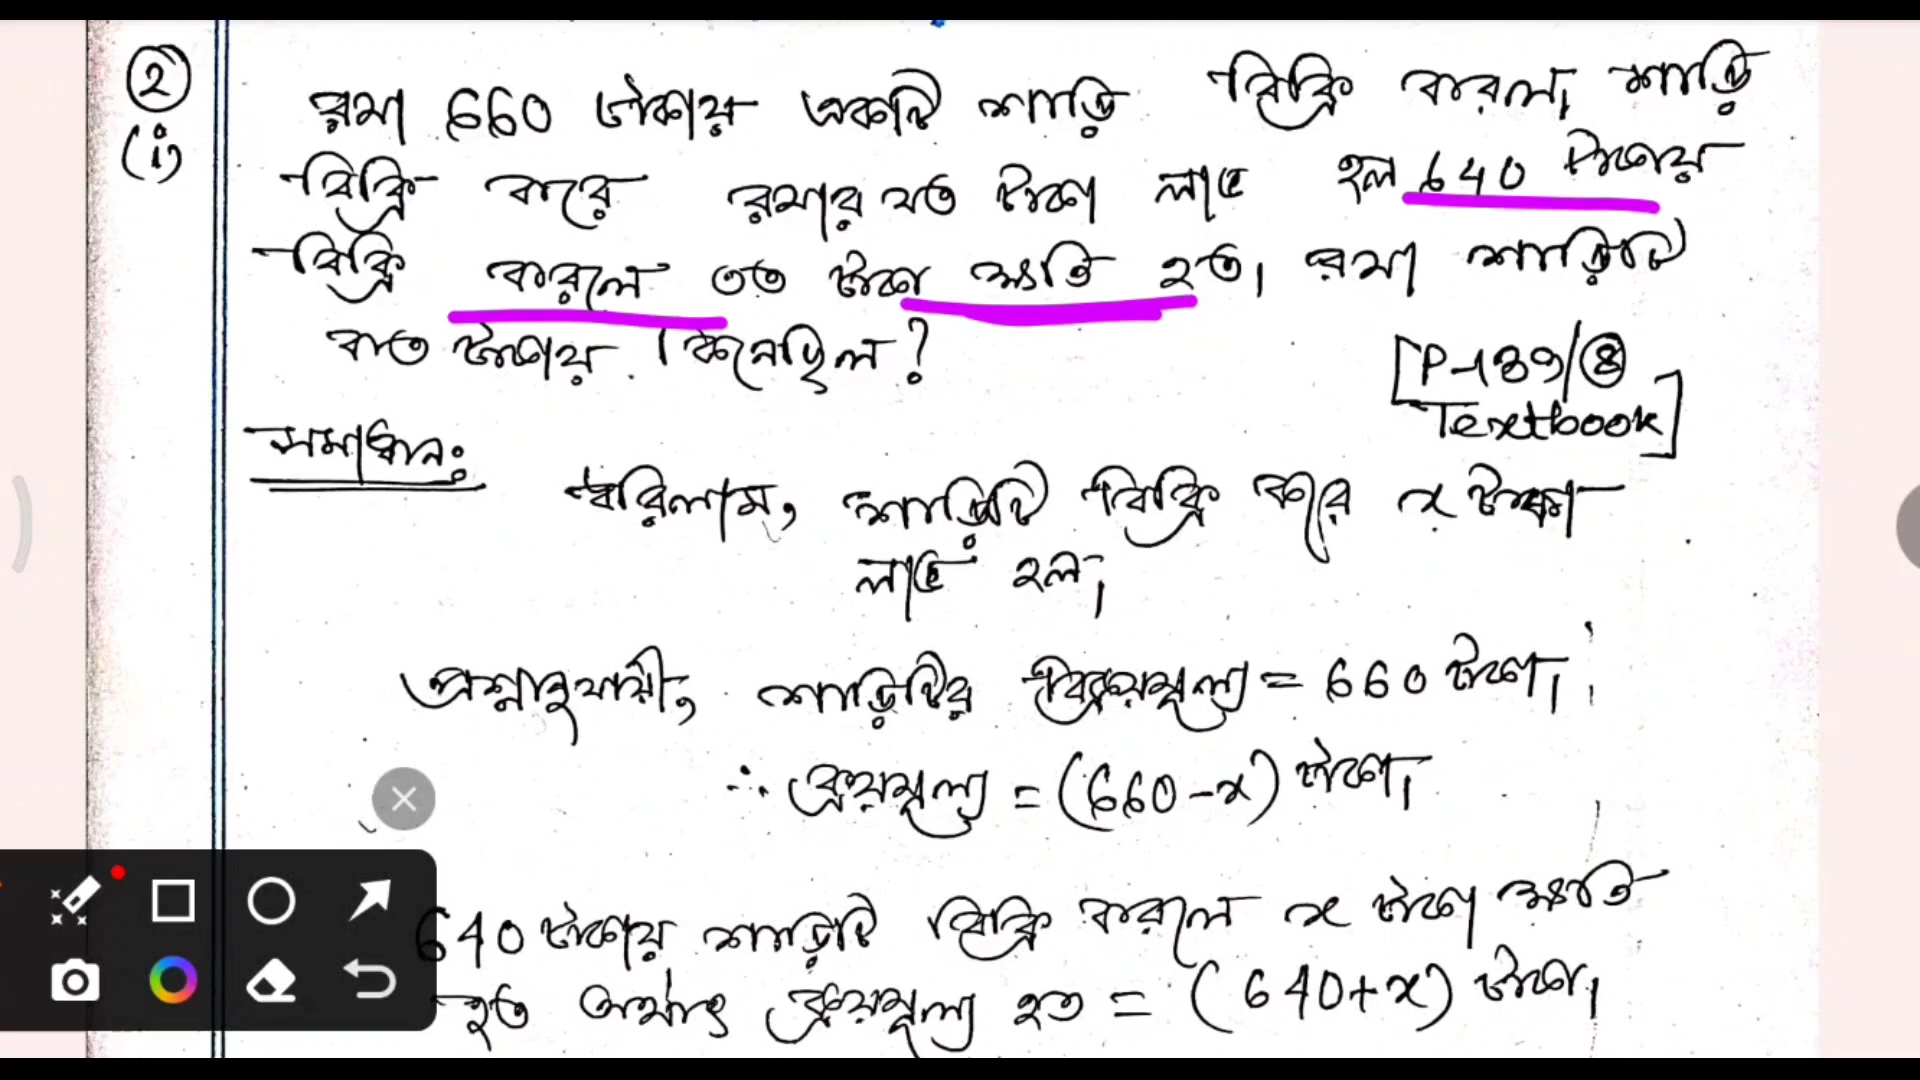 2
(i)
রমা 660 টাকায় একটি শাড়ি বিক্রি করল। শাড়ি
বিক্রি করে রমার যত টাকা লাভ হল 640 টাকায়
বিক্রি করলে তত টাকা ক্ষতি হত। রমা শাড়িটি
কত টাকায় কিনেছিল?
[P-139/8
Textbook]
সমাধান:
ধরিলাম, শাড়িটি বিক্রি করে x টাকা
লাভ হল।
প্রশ্নানুযায়ী, শাড়িটির বিক্রয়মূল্য = 660 টাকা।
∴ ক্রয়মূল্য = (660-x) টাকা।
640 টাকায় শাড়িটি বিক্রি করলে x টাকা ক্ষতি
হত অর্থাৎ ক্রয়মূল্য হত = (640+x) টাকা।